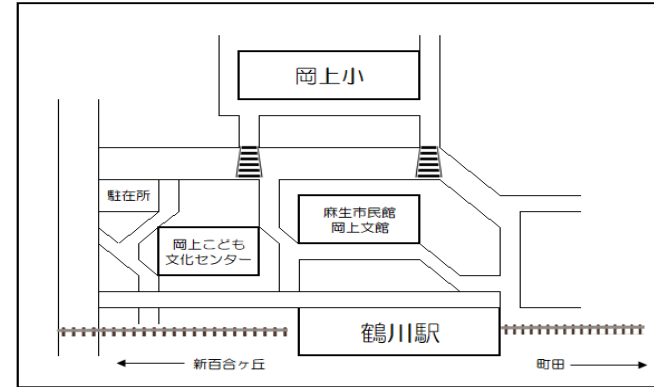 岡上小
駐在所
麻生市民館
岡上文館
岡上こども
文化センター
鶴川駅
新百合ヶ丘
町田